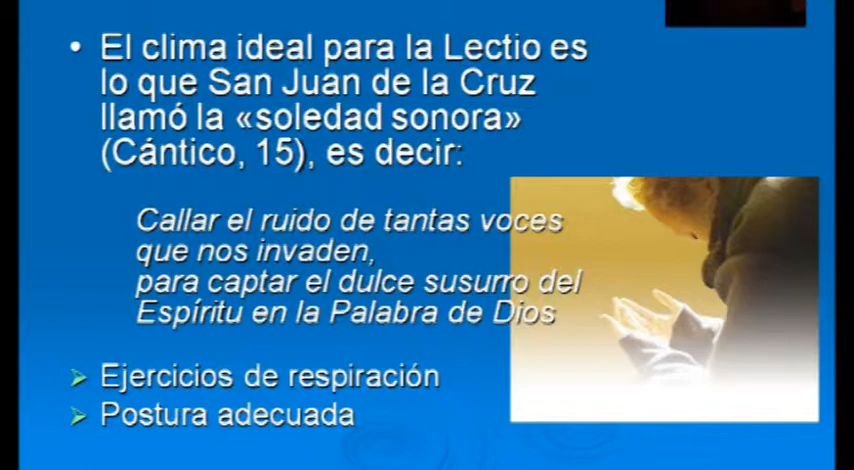 • El clima ideal para la Lectio es
lo que San Juan de la Cruz
llamó la «soledad sonora»
(Cántico, 15), es decir:
Callar el ruido de tantas voces
que nos invaden,
para captar el dulce susurro del
Espíritu en la Palabra de Dios
➢ Ejercicios de respiración
➢ Postura adecuada